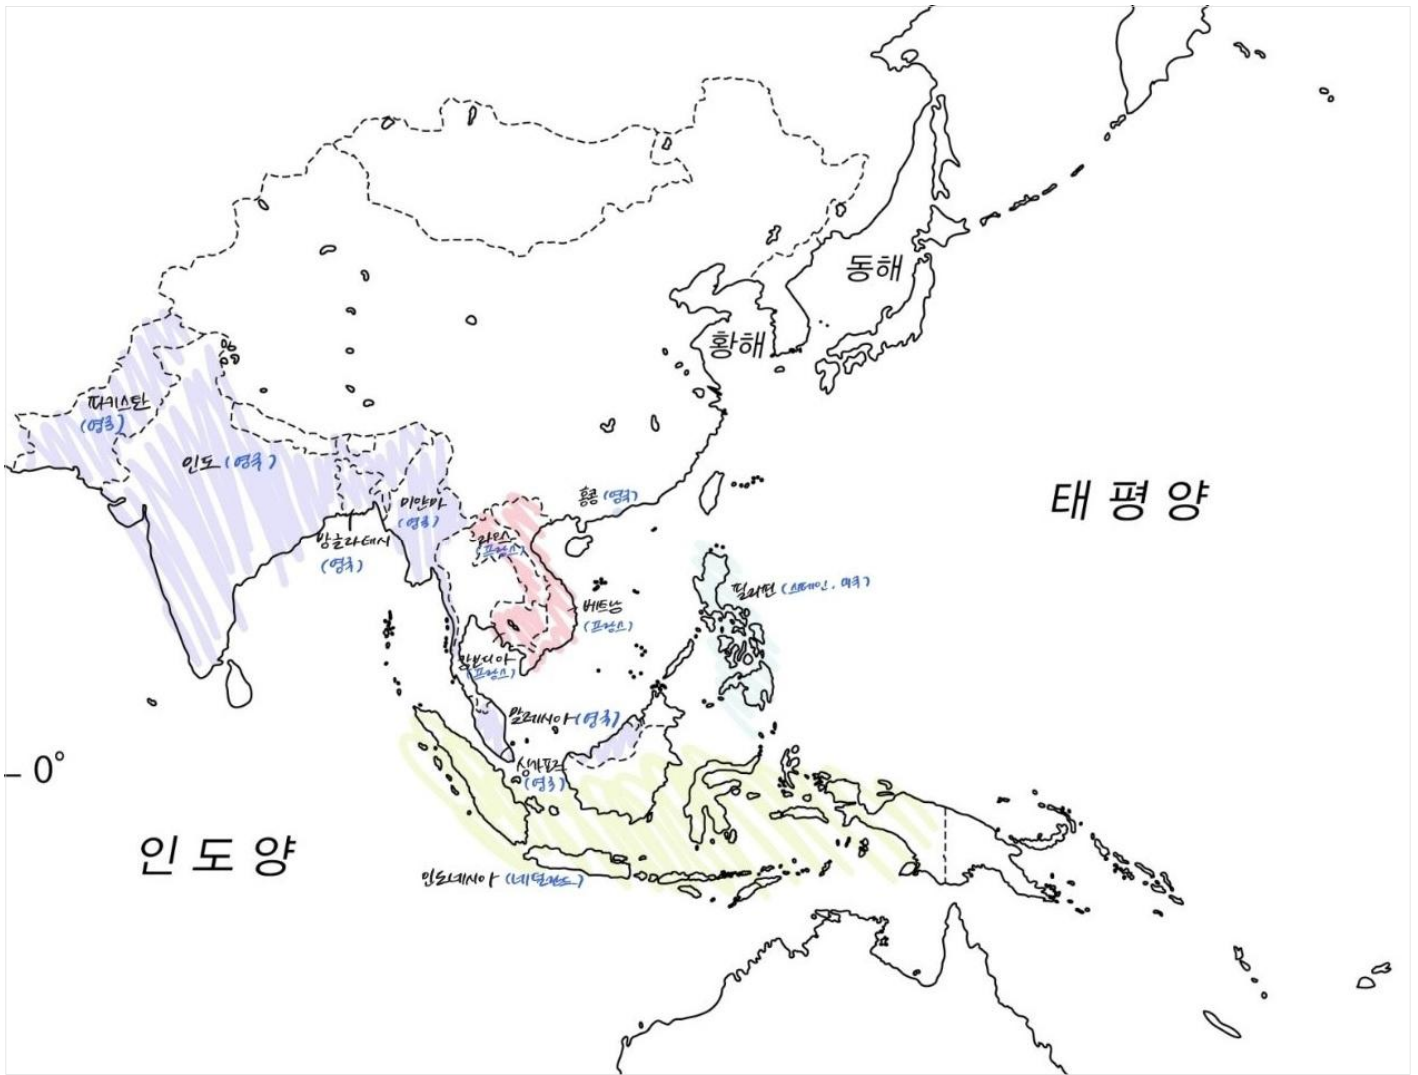 동해
황해
파키스탄
(영국)
인도 (영국)
미얀마
(영국)
홍콩 (영국)
태평양
방글라데시
(영국)
라오스
(프랑스)
필리핀 (스페인, 미국)
베트남
(프랑스)
캄보디아
(프랑스)
말레시아 (영국)
싱가포르
(영국)
0°
인도양
인도네시아 (네덜란드)